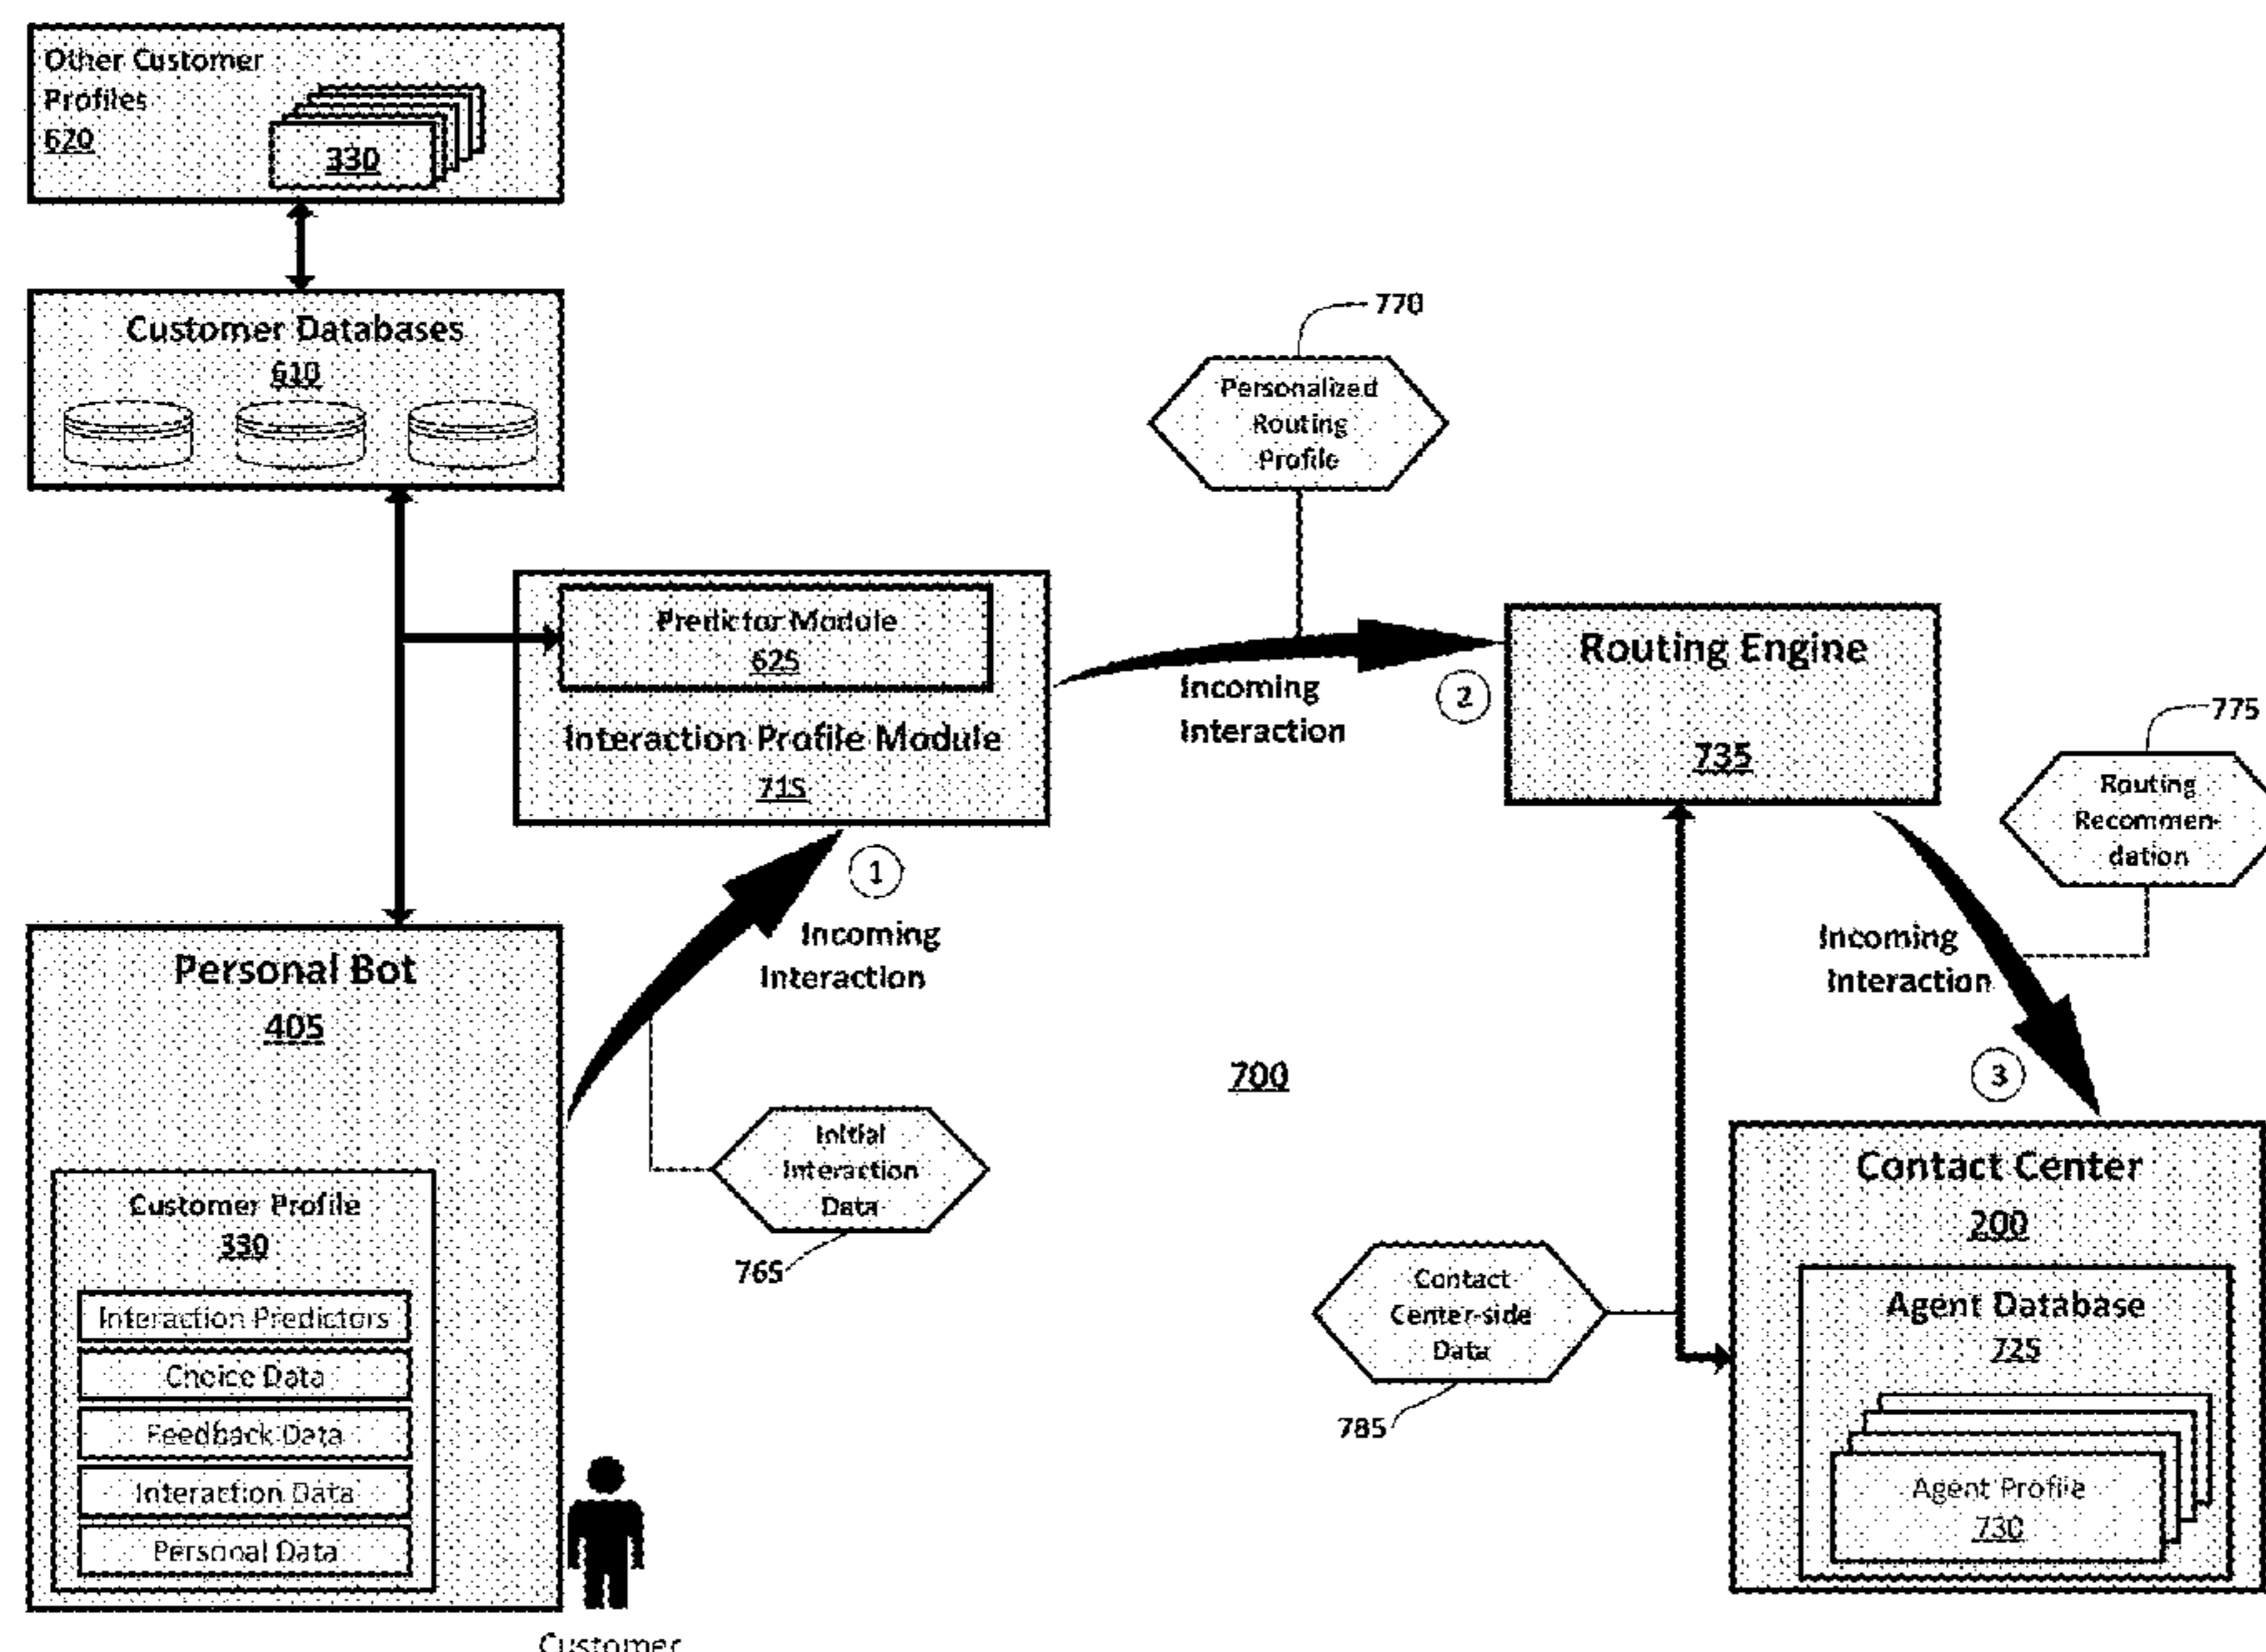 Other Customer
Profiles
620
330
Customer Databases
610
770
Personalized
Routing
Profile
Predictor Module
625
Interaction Profile Module
715
Incoming
Interaction
2
Routing Engine
735
775
Routing
Recommen-
dation
1
Incoming
Interaction
Incoming
Interaction
3
Personal Bot
405
700
Initial
Interaction
Data
765
Customer Profile
330
Interaction Predictors
Choice Data
Feedback Data
Interaction Data
Personal Data
Customer
Contact
Center-side
Data
785
Contact Center
200
Agent Database
725
Agent Profile
730